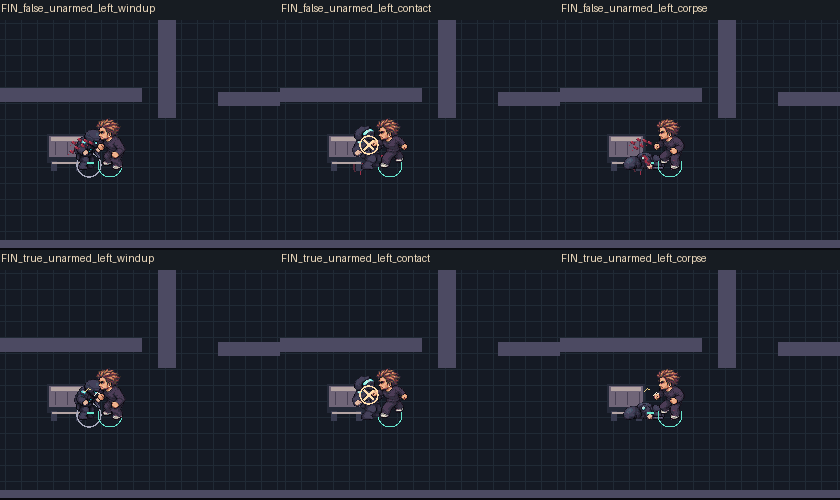 FIN_false_unarmed_left_windup
FIN_false_unarmed_left_contact
FIN_false_unarmed_left_corpse
FIN_true_unarmed_left_windup
FIN_true_unarmed_left_contact
FIN_true_unarmed_left_corpse